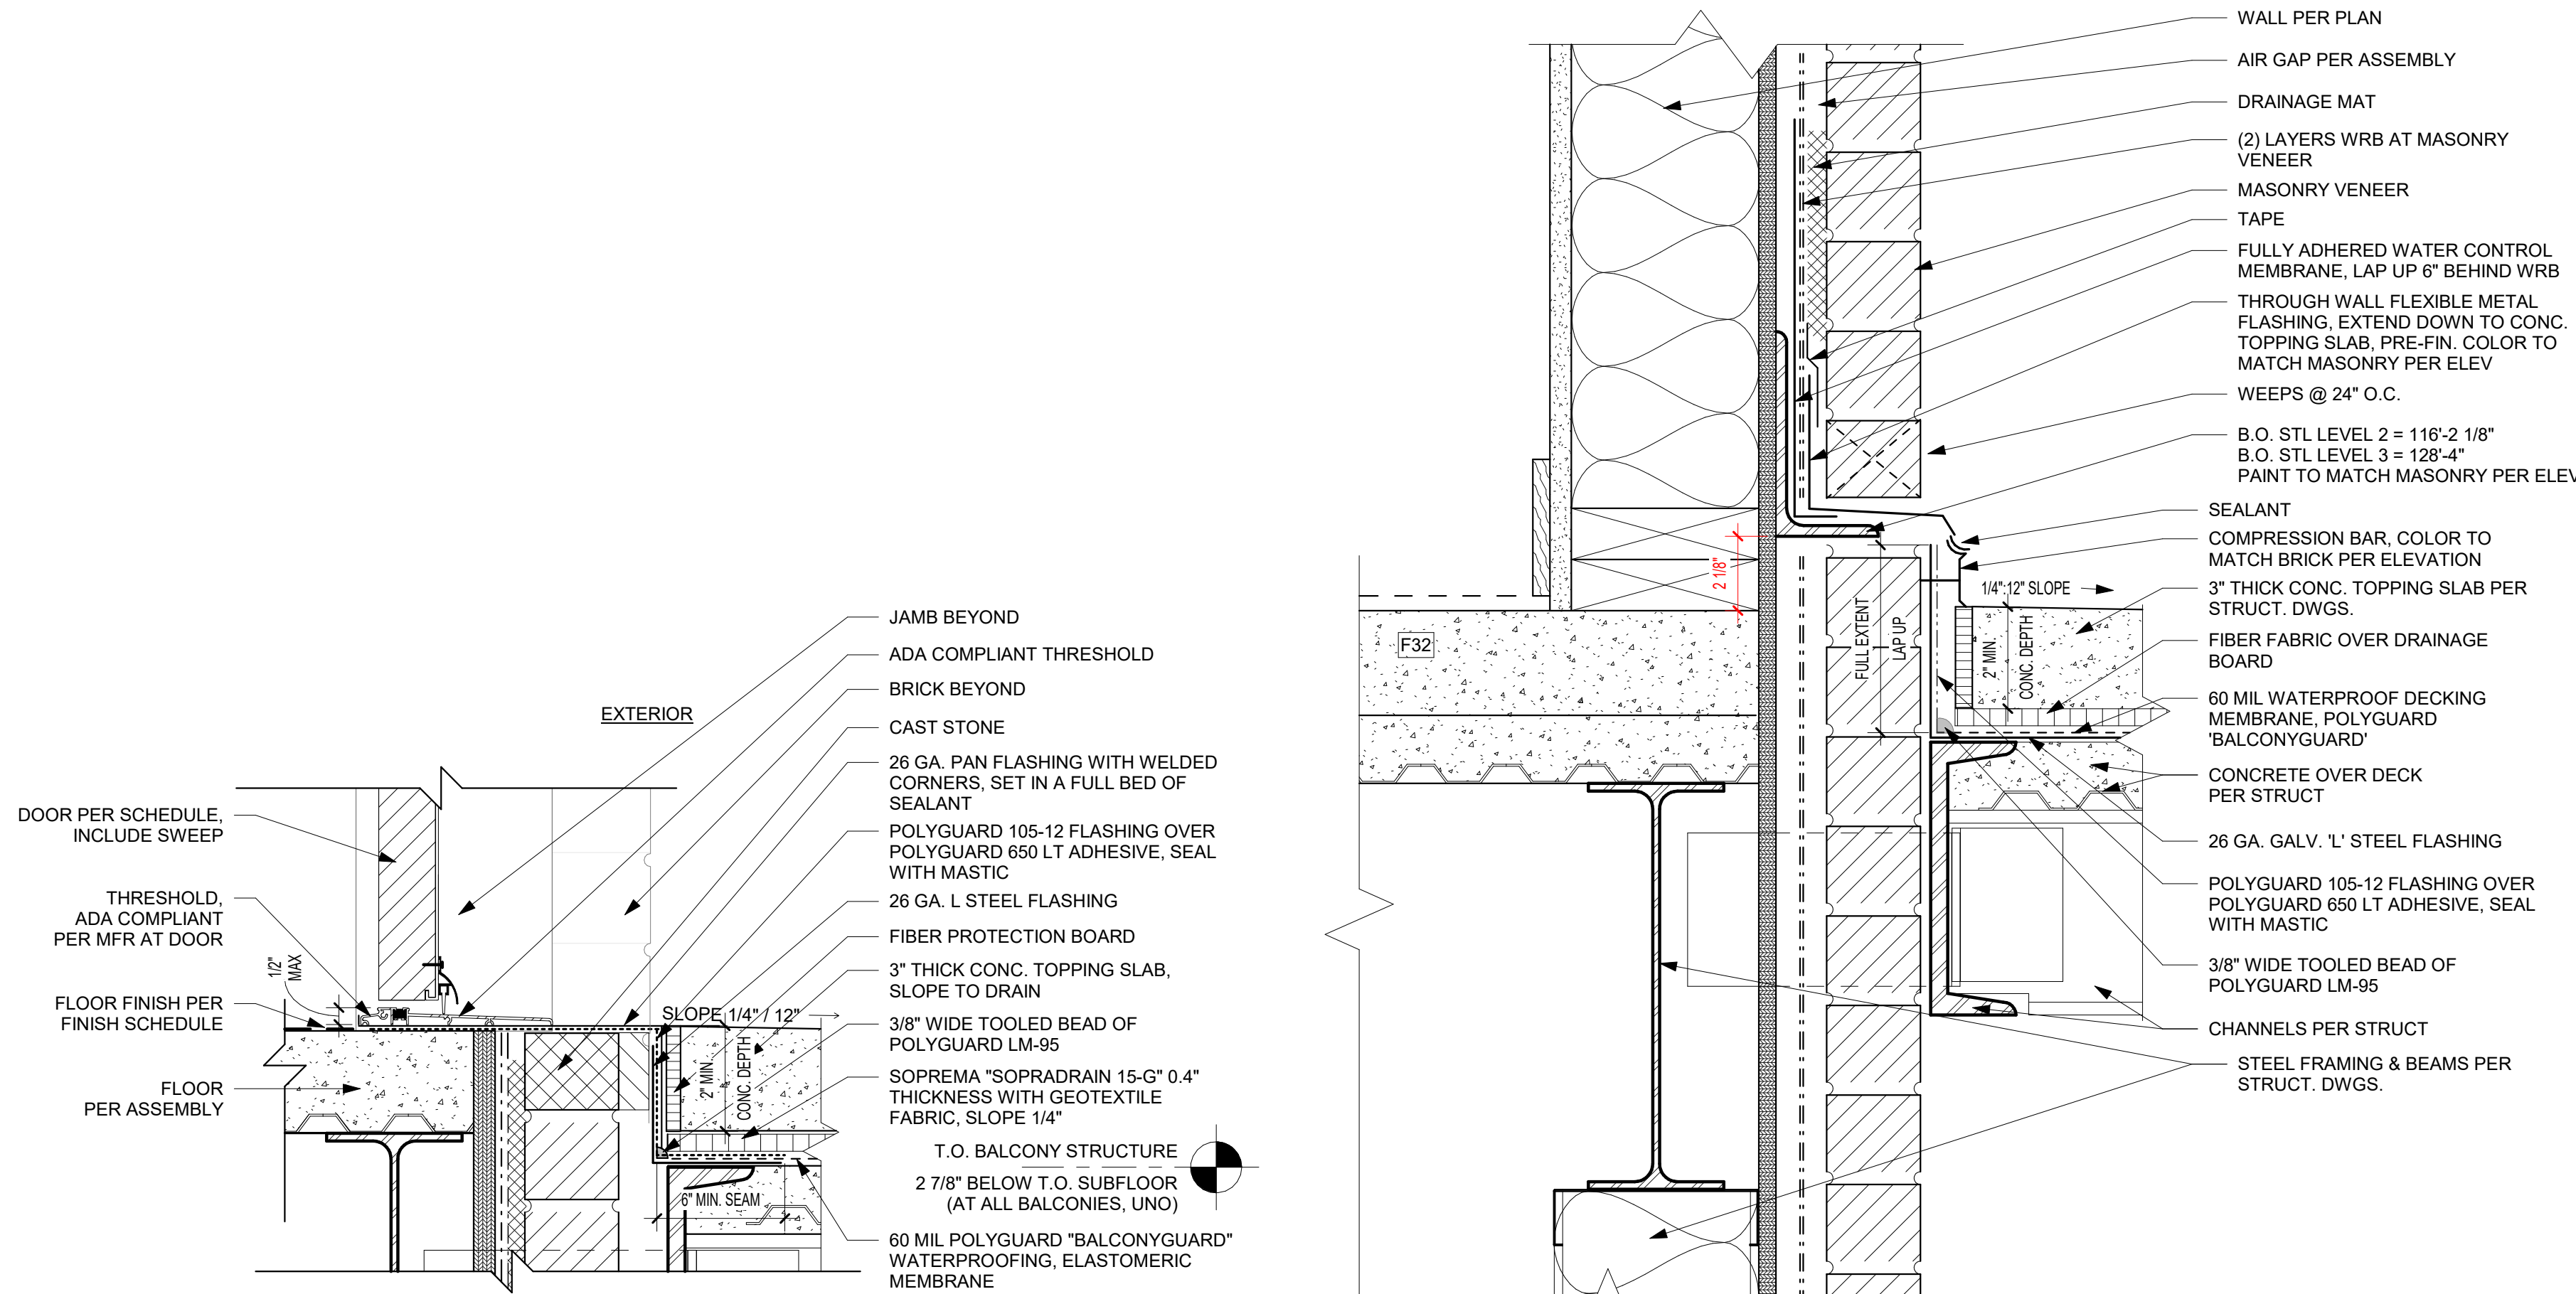 JAMB BEYOND
ADA COMPLIANT THRESHOLD
BRICK BEYOND
EXTERIOR
CAST STONE
26 GA. PAN FLASHING WITH WELDED
CORNERS, SET IN A FULL BED OF
SEALANT
POLYGUARD 105-12 FLASHING OVER
POLYGUARD 650 LT ADHESIVE, SEAL
WITH MASTIC
26 GA. L STEEL FLASHING
FIBER PROTECTION BOARD
3" THICK CONC. TOPPING SLAB,
SLOPE TO DRAIN
3/8" WIDE TOOLED BEAD OF
POLYGUARD LM-95
SOPREMA "SOPRADRAIN 15-G" 0.4"
THICKNESS WITH GEOTEXTILE
FABRIC, SLOPE 1/4"
T.O. BALCONY STRUCTURE
2 7/8" BELOW T.O. SUBFLOOR
(AT ALL BALCONIES, UNO)
60 MIL POLYGUARD "BALCONYGUARD"
WATERPROOFING, ELASTOMERIC
MEMBRANE
DOOR PER SCHEDULE,
INCLUDE SWEEP
THRESHOLD,
ADA COMPLIANT
PER MFR AT DOOR
1/2"
MAX
FLOOR FINISH PER
FINISH SCHEDULE
FLOOR
PER ASSEMBLY
SLOPE 1/4" / 12"
2" MIN.
CONC. DEPTH
6" MIN. SEAM
WALL PER PLAN
AIR GAP PER ASSEMBLY
DRAINAGE MAT
(2) LAYERS WRB AT MASONRY
VENEER
MASONRY VENEER
TAPE
FULLY ADHERED WATER CONTROL
MEMBRANE, LAP UP 6" BEHIND WRB
THROUGH WALL FLEXIBLE METAL
FLASHING, EXTEND DOWN TO CONC.
TOPPING SLAB, PRE-FIN. COLOR TO
MATCH MASONRY PER ELEV
WEEPS @ 24" O.C.
B.O. STL LEVEL 2 = 116'-2 1/8"
B.O. STL LEVEL 3 = 128'-4"
PAINT TO MATCH MASONRY PER ELEV
SEALANT
COMPRESSION BAR, COLOR TO
MATCH BRICK PER ELEVATION
3" THICK CONC. TOPPING SLAB PER
STRUCT. DWGS.
FIBER FABRIC OVER DRAINAGE
BOARD
60 MIL WATERPROOF DECKING
MEMBRANE, POLYGUARD
'BALCONYGUARD'
CONCRETE OVER DECK
PER STRUCT
26 GA. GALV. 'L' STEEL FLASHING
POLYGUARD 105-12 FLASHING OVER
POLYGUARD 650 LT ADHESIVE, SEAL
WITH MASTIC
3/8" WIDE TOOLED BEAD OF
POLYGUARD LM-95
CHANNELS PER STRUCT
STEEL FRAMING & BEAMS PER
STRUCT. DWGS.
2 1/8"
F32
FULL EXTENT
LAP UP
1/4":12" SLOPE
2" MIN.
CONC. DEPTH